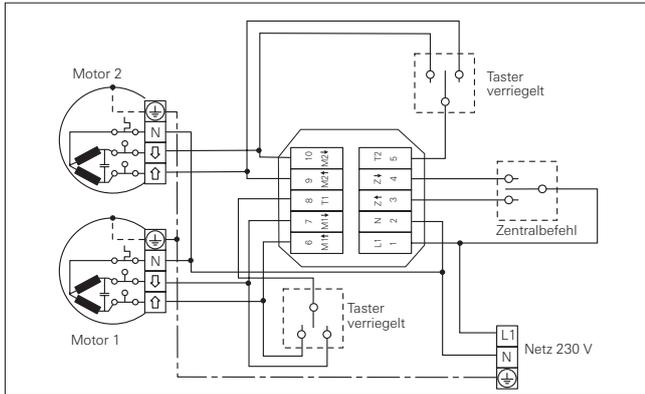 Motor 2
N
⇩
⇧
Motor 1
N
⇩
⇧
Taster
verriegelt
10 M2↓
9 M2↑
8 T1
7 M1↓
6 M1↑
T2 5
Z↓ 4
Z↑ 3
N 2
L1 1
Zentralbefehl
Taster
verriegelt
L1
N
Netz 230 V